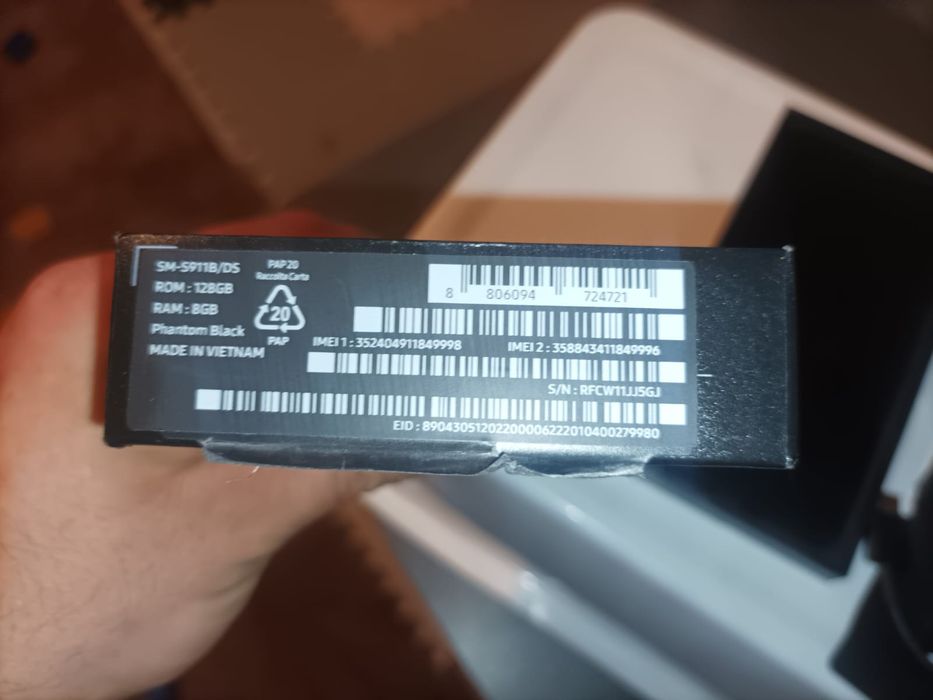 SM-S911B/DS
ROM : 128GB
RAM : 8GB
Phantom Black
MADE IN VIETNAM
PAP 20
Raccolta Carta
20
PAP
8 806094 724721
IMEI 1 : 352404911849998 IMEI 2 : 358843411849996
S/N : RFCW11JJ5GJ
EID : 89043051202200006222010400279980